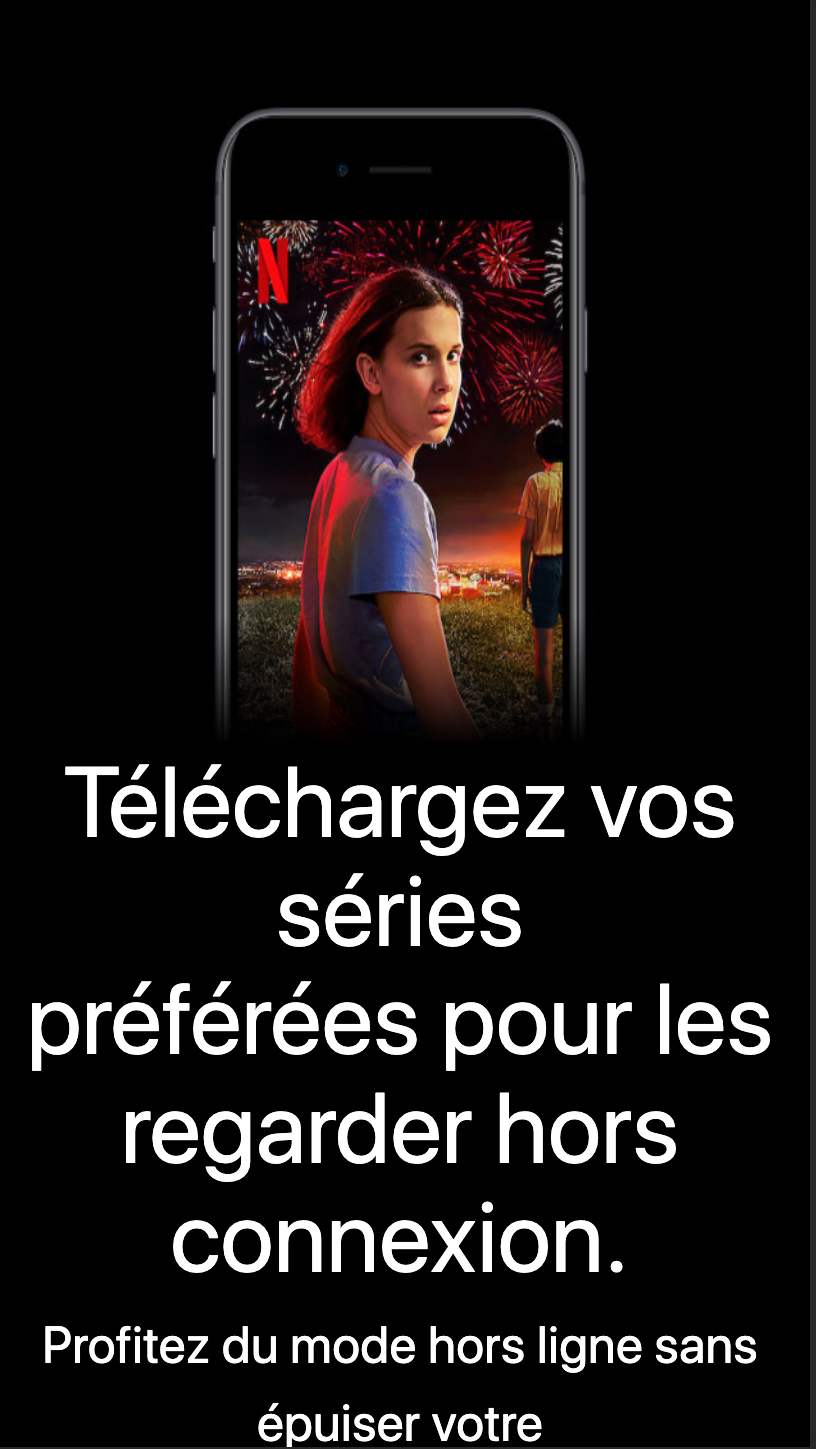 N
Téléchargez vos
séries
préférées pour les
regarder hors
connexion.
Profitez du mode hors ligne sans
épuiser votre